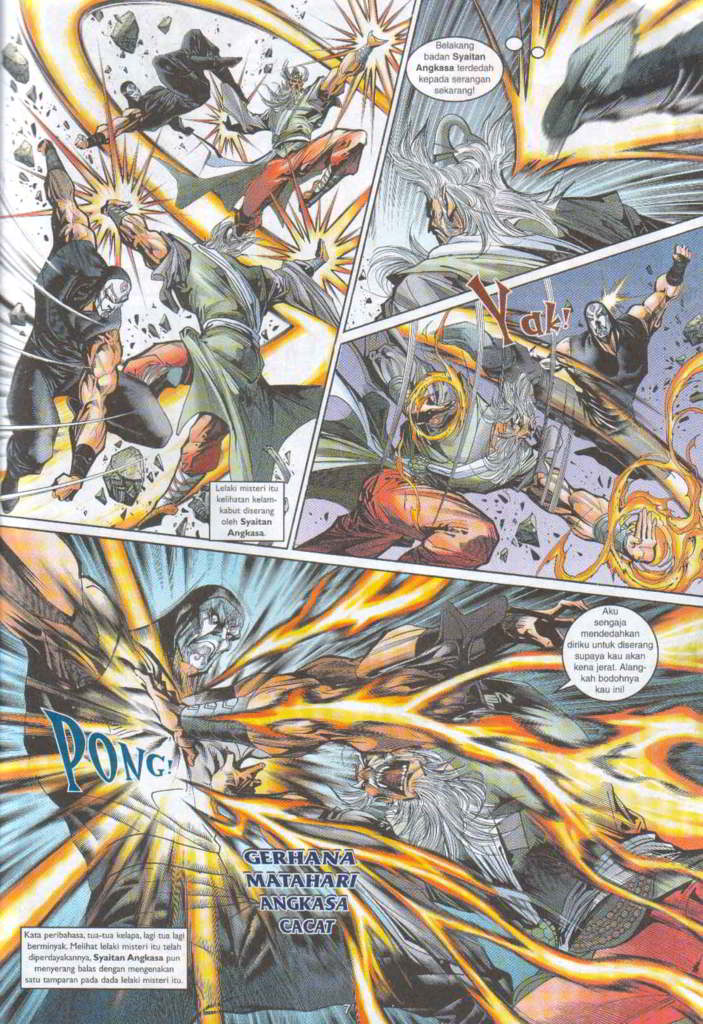 Belakang
badan Syaitan
Angkasa terdedah
kepada serangan
sekarang!
Lelaki misteri itu
kelihatan kelam-
kabut diserang
oleh Syaitan
Angkasa.
Yak!
Aku
sengaja
mendedahkan
diriku untuk diserang
supaya kau akan
kena jerat. Alang-
kah bodohnya
kau ini!
PONG!
GERHANA
MATAHARI
ANGKASA
CACAT
Kata peribahasa, tua-tua kelapa, lagi tua lagi
berminyak. Melihat lelaki misteri itu telah
diperdayakannya, Syaitan Angkasa pun
menyerang balas dengan mengenakan
satu tamparan pada dada lelaki misteri itu.
7